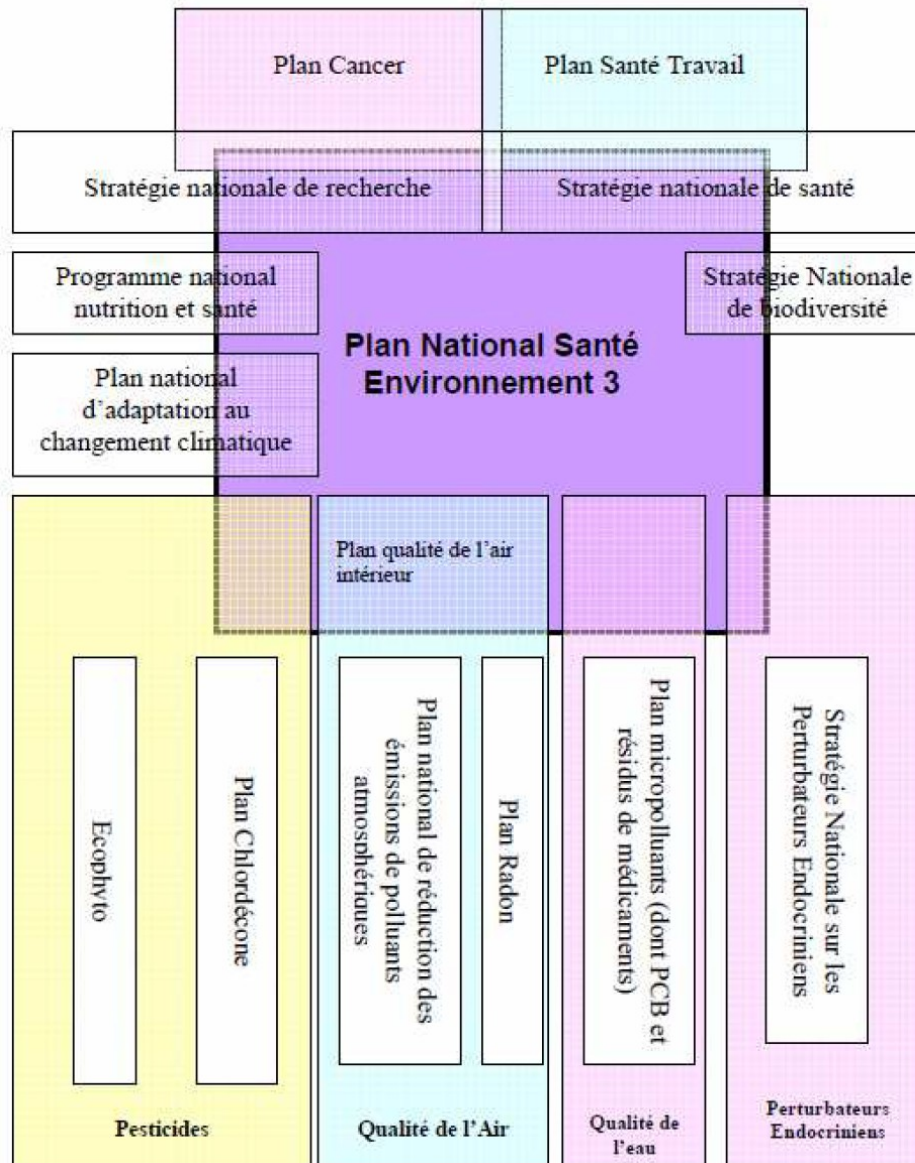 Plan Cancer
Plan Santé Travail
Stratégie nationale de recherche
Stratégie nationale de santé
Programme national
nutrition et santé
Stratégie Nationale
de biodiversité
Plan National Santé
Environnement 3
Plan national
d’adaptation au
changement climatique
Plan qualité de l’air
intérieur
Ecophyto
Plan Chlordécone
Plan national de réduction des
émissions de polluants
atmosphériques
Plan Radon
Plan micropolluants (dont PCB et
résidus de médicaments)
Stratégie Nationale sur les
Perturbateurs Endocriniens
Pesticides
Qualité de l’Air
Qualité de
l’eau
Perturbateurs
Endocriniens